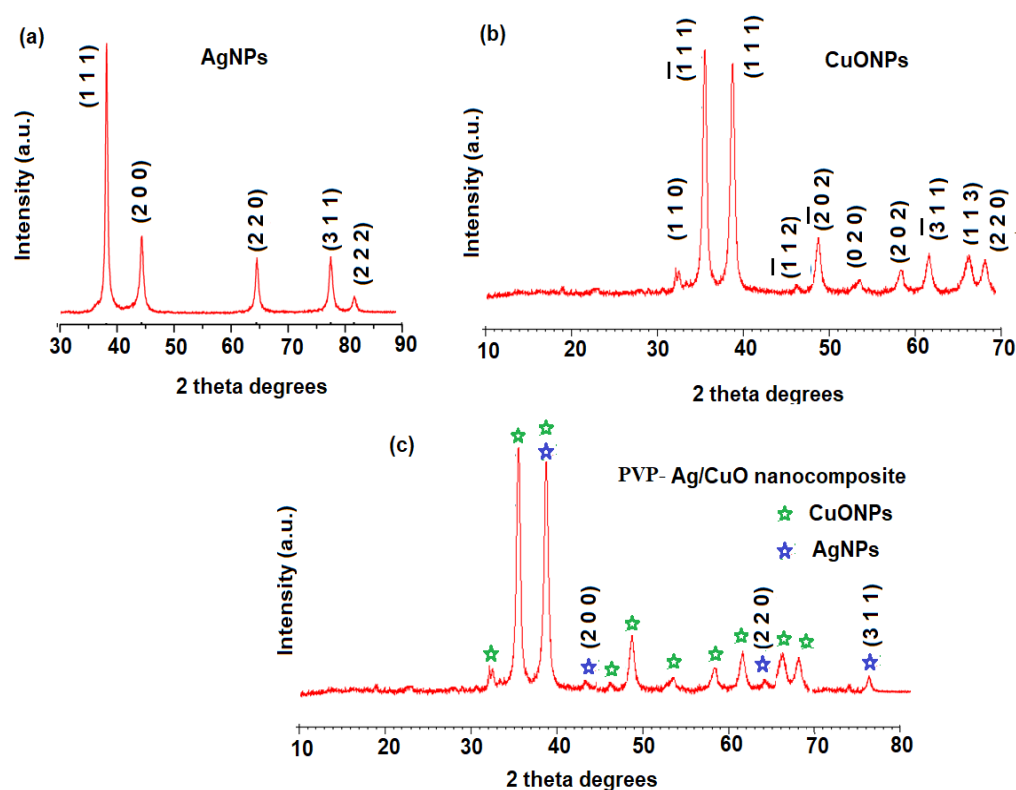 (a)
AgNPs
(1 1 1)
(2 0 0)
(2 2 0)
(3 1 1)
(2 2 2)
Intensity (a.u.)
30 40 50 60 70 80 90
2 theta degrees
(b)
CuONPs
(1 1 0)
(1̅ 1 1)
(1 1 1)
(1̅ 1 2)
(2̅ 0 2)
(0 2 0)
(2 0 2)
(3̅ 1 1)
(1 1 3)
(2 2 0)
Intensity (a.u.)
10 20 30 40 50 60 70
2 theta degrees
(c)
PVP- Ag/CuO nanocomposite
CuONPs
AgNPs
(2 0 0)
(2 2 0)
(3 1 1)
Intensity (a.u.)
10 20 30 40 50 60 70 80
2 theta degrees